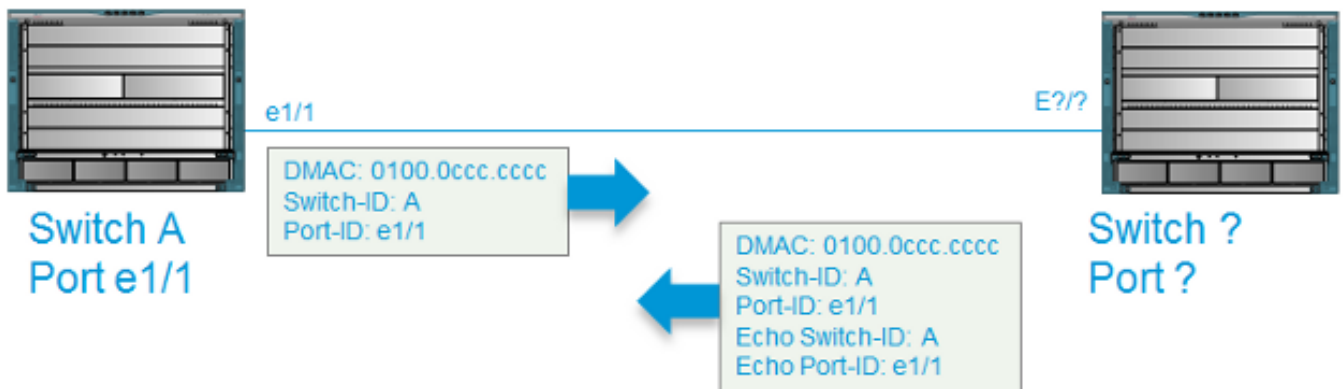 e1/1
E?/?
DMAC: 0100.0ccc.cccc
Switch-ID: A
Port-ID: e1/1
Switch A
Port e1/1
DMAC: 0100.0ccc.cccc
Switch-ID: A
Port-ID: e1/1
Echo Switch-ID: A
Echo Port-ID: e1/1
Switch ?
Port ?